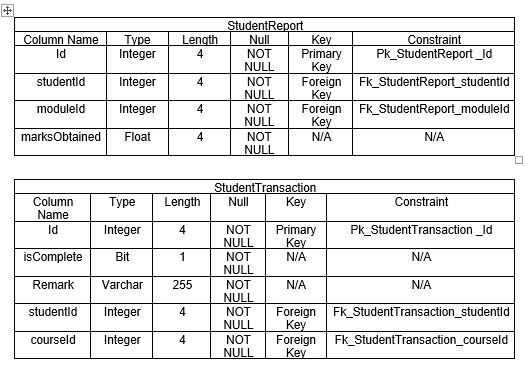 StudentReport
Column Name Type Length Null Key Constraint
Id Integer 4 NOT NULL Primary Key Pk_StudentReport _Id
studentId Integer 4 NOT NULL Foreign Key Fk_StudentReport_studentId
moduleId Integer 4 NOT NULL Foreign Key Fk_StudentReport_moduleId
marksObtained Float 4 NOT NULL N/A N/A
StudentTransaction
Column Name Type Length Null Key Constraint
Id Integer 4 NOT NULL Primary Key Pk_StudentTransaction _Id
isComplete Bit 1 NOT NULL N/A N/A
Remark Varchar 255 NOT NULL N/A N/A
studentId Integer 4 NOT NULL Foreign Key Fk_StudentTransaction_studentId
courseId Integer 4 NOT NULL Foreign Key Fk_StudentTransaction_courseId